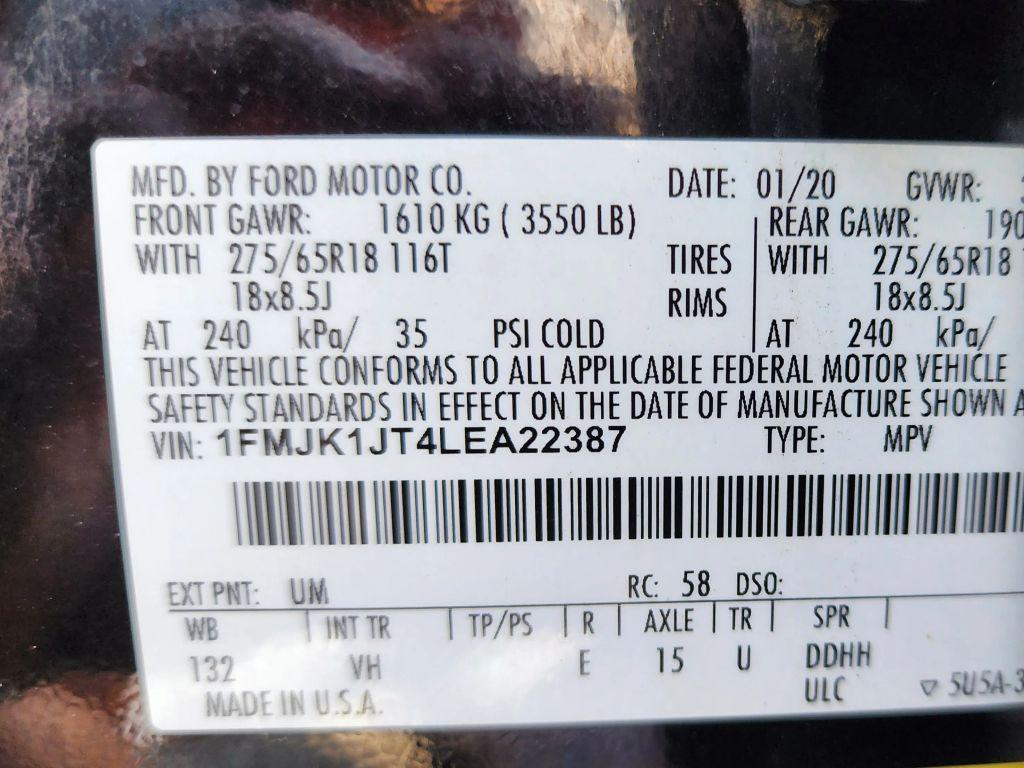 MFD. BY FORD MOTOR CO. DATE: 01/20 GVWR:
FRONT GAWR: 1610 KG ( 3550 LB) REAR GAWR: 190
WITH 275/65R18 116T TIRES WITH 275/65R18
18x8.5J RIMS 18x8.5J
AT 240 kPa/ 35 PSI COLD AT 240 kPa/
THIS VEHICLE CONFORMS TO ALL APPLICABLE FEDERAL MOTOR VEHICLE
SAFETY STANDARDS IN EFFECT ON THE DATE OF MANUFACTURE SHOWN A
VIN: 1FMJK1JT4LEA22387 TYPE: MPV
EXT PNT: UM RC: 58 DSO:
WB INT TR TP/PS R AXLE TR SPR
132 VH E 15 U DDHH
MADE IN U.S.A. ULC ▽ 5U5A-3